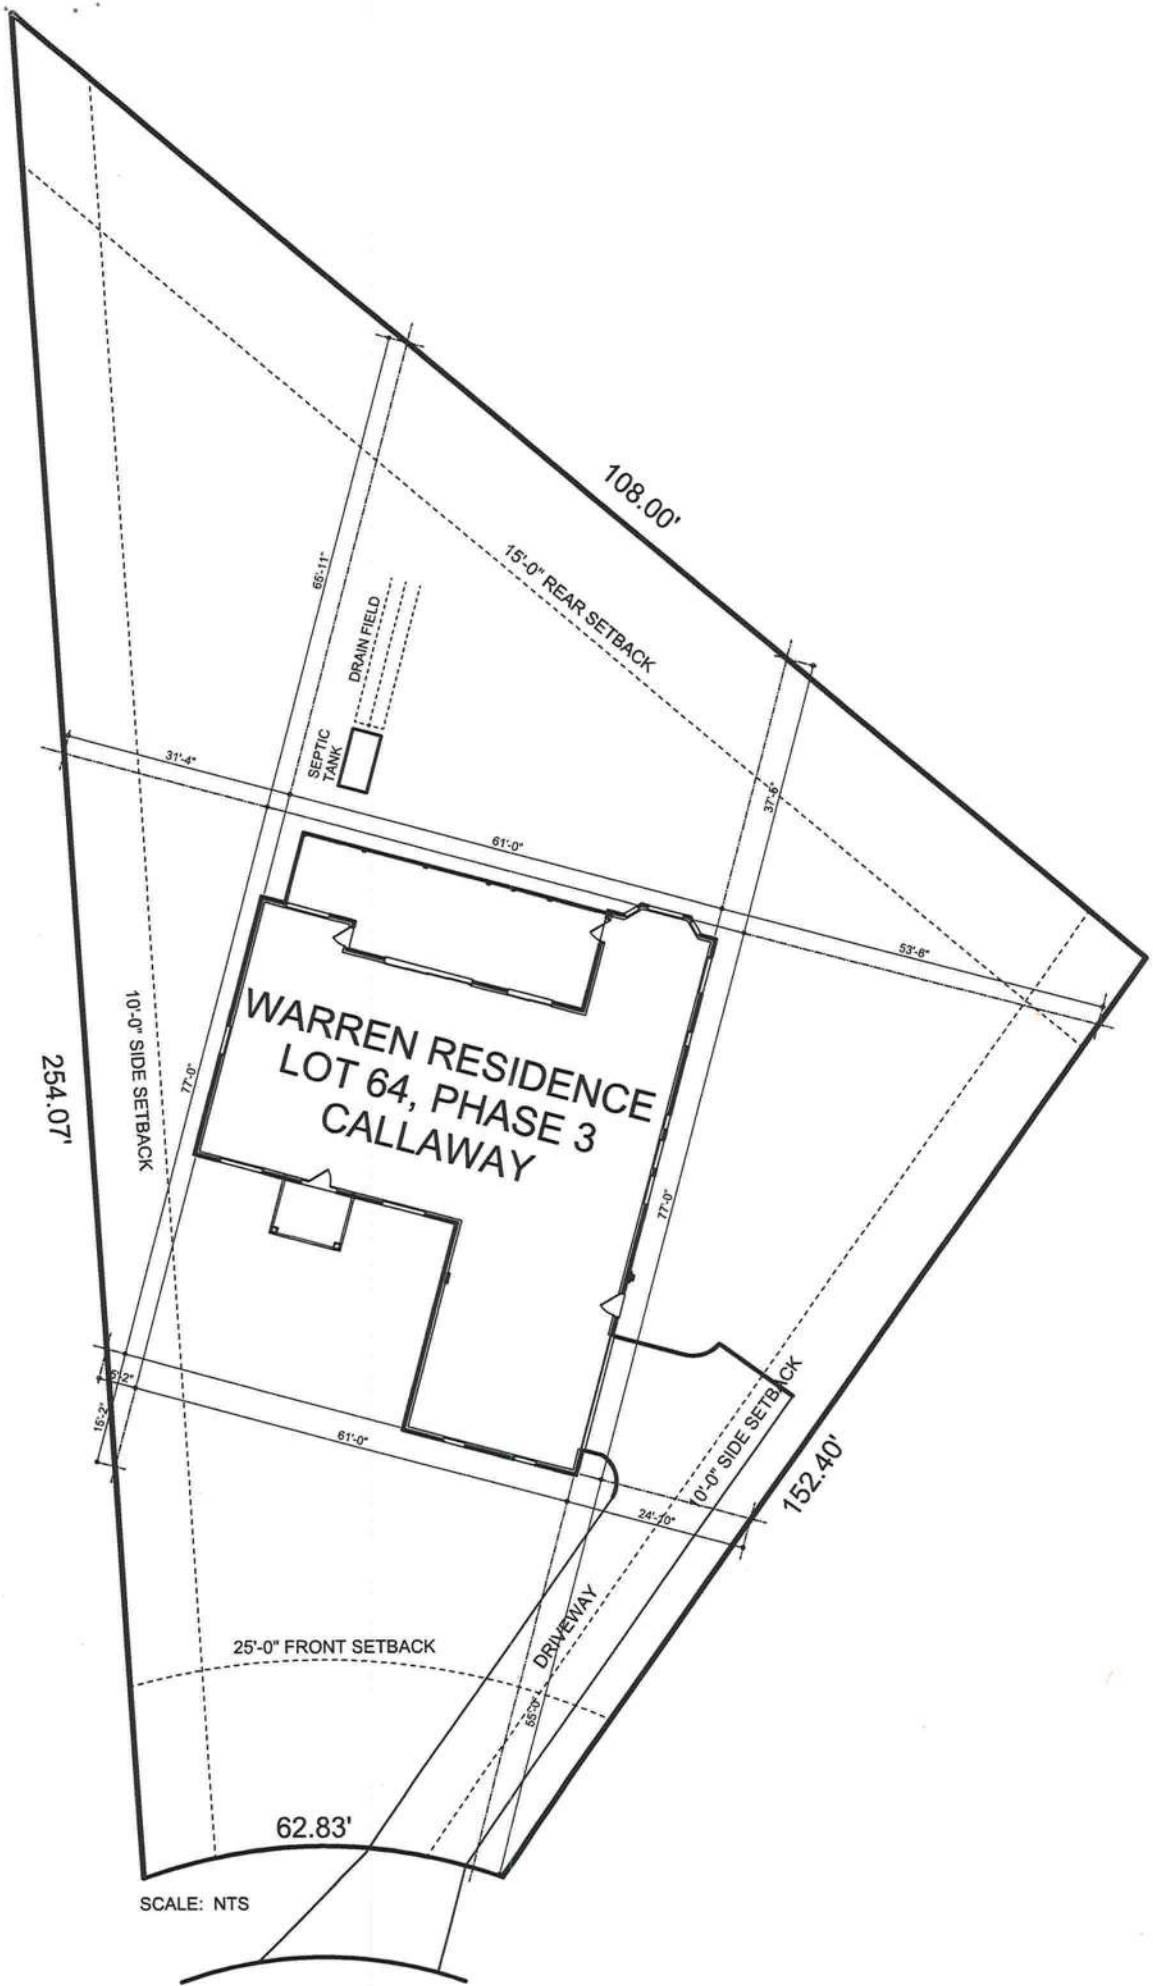 108.00'
15'-0" REAR SETBACK
65'-11"
DRAIN FIELD
SEPTIC
TANK
31'-4"
61'-0"
37'-6"
53'-6"
WARREN RESIDENCE
LOT 64, PHASE 3
CALLAWAY
254.07'
10'-0" SIDE SETBACK
77'-0"
77'-0"
15'-2"
61'-0"
24'-10"
10'-0" SIDE SETBACK
152.40'
DRIVEWAY
25'-0" FRONT SETBACK
55'-0"
62.83'
SCALE: NTS